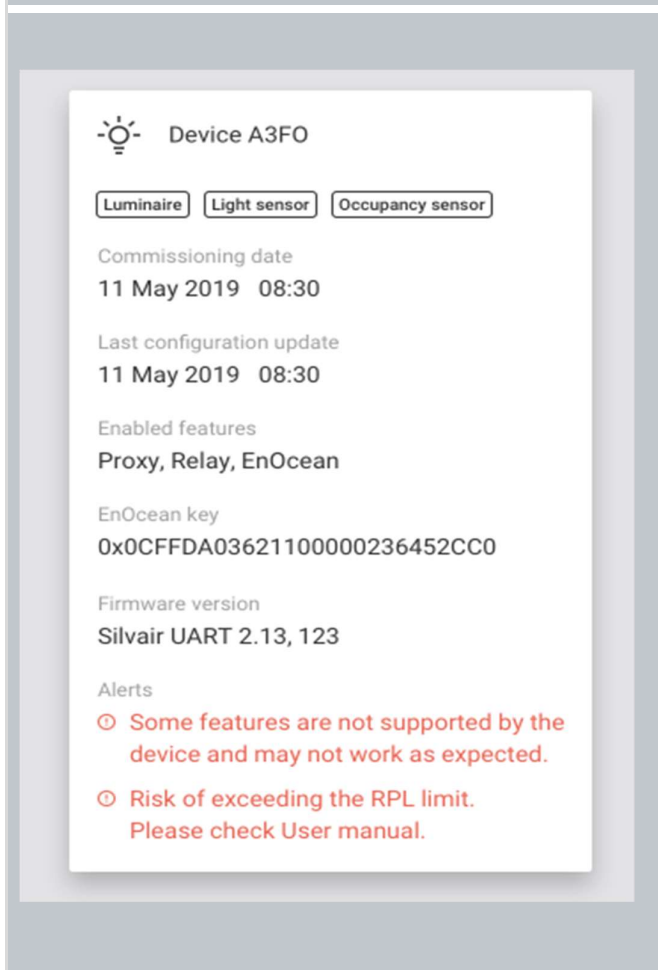 Device A3FO
Luminaire Light sensor Occupancy sensor
Commissioning date
11 May 2019 08:30
Last configuration update
11 May 2019 08:30
Enabled features
Proxy, Relay, EnOcean
EnOcean key
0x0CFFDA03621100000236452CC0
Firmware version
Silvair UART 2.13, 123
Alerts
Some features are not supported by the
device and may not work as expected.
Risk of exceeding the RPL limit.
Please check User manual.